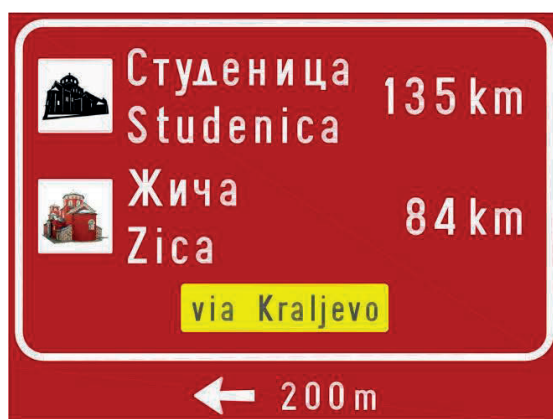 Студеница
Studenica
135 km
Жича
Zica
84 km
via Kraljevo
200 m